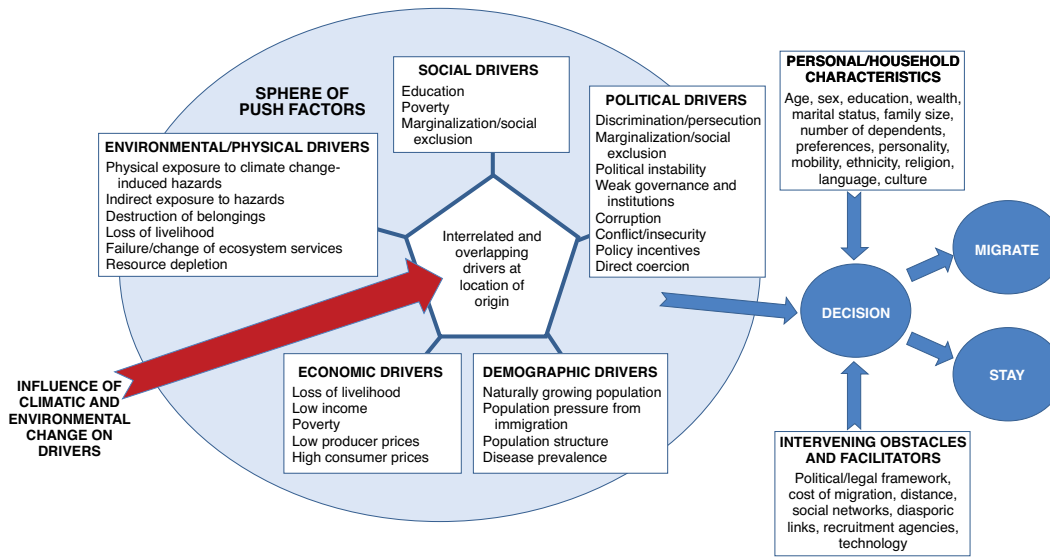 SPHERE OF
PUSH FACTORS
SOCIAL DRIVERS
Education
Poverty
Marginalization/social
exclusion
ENVIRONMENTAL/PHYSICAL DRIVERS
Physical exposure to climate change-
induced hazards
Indirect exposure to hazards
Destruction of belongings
Loss of livelihood
Failure/change of ecosystem services
Resource depletion
POLITICAL DRIVERS
Discrimination/persecution
Marginalization/social
exclusion
Political instability
Weak governance and
institutions
Corruption
Conflict/insecurity
Policy incentives
Direct coercion
Interrelated and
overlapping
drivers at
location of
origin
ECONOMIC DRIVERS
Loss of livelihood
Low income
Poverty
Low producer prices
High consumer prices
DEMOGRAPHIC DRIVERS
Naturally growing population
Population pressure from
immigration
Population structure
Disease prevalence
INFLUENCE OF
CLIMATIC AND
ENVIRONMENTAL
CHANGE ON
DRIVERS
PERSONAL/HOUSEHOLD
CHARACTERISTICS
Age, sex, education, wealth,
marital status, family size,
number of dependents,
preferences, personality,
mobility, ethnicity, religion,
language, culture
DECISION
MIGRATE
STAY
INTERVENING OBSTACLES
AND FACILITATORS
Political/legal framework,
cost of migration, distance,
social networks, diasporic
links, recruitment agencies,
technology